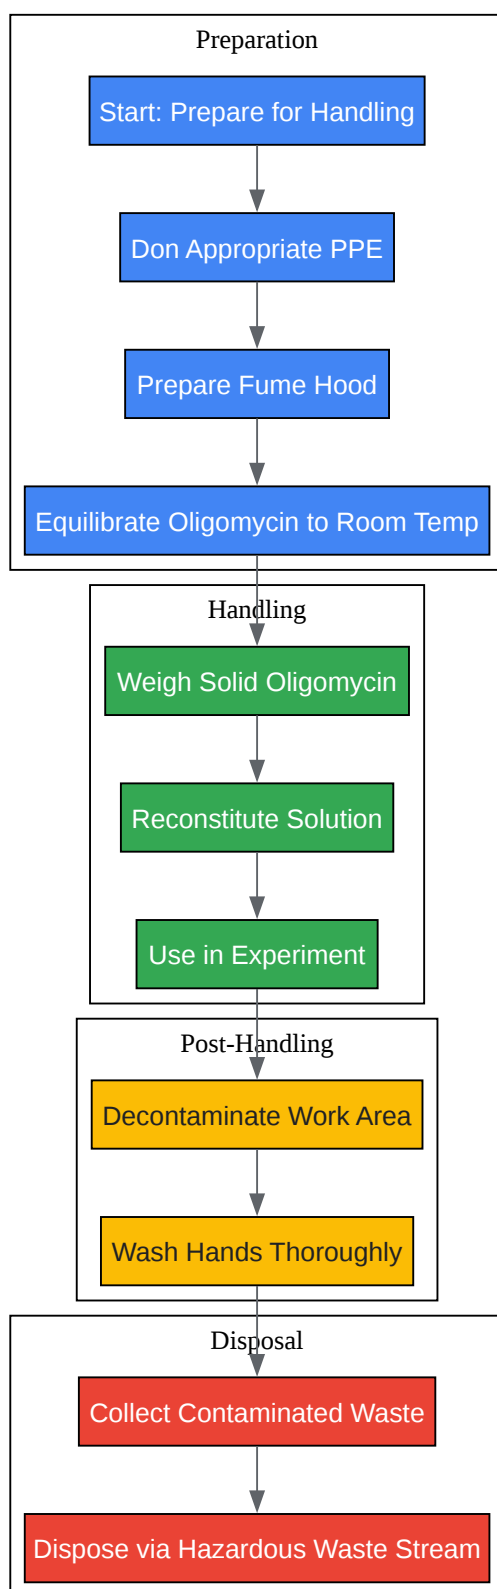 Preparation
Start: Prepare for Handling
Don Appropriate PPE
Prepare Fume Hood
Equilibrate Oligomycin to Room Temp
Handling
Weigh Solid Oligomycin
Reconstitute Solution
Use in Experiment
Post-Handling
Decontaminate Work Area
Wash Hands Thoroughly
Disposal
Collect Contaminated Waste
Dispose via Hazardous Waste Stream